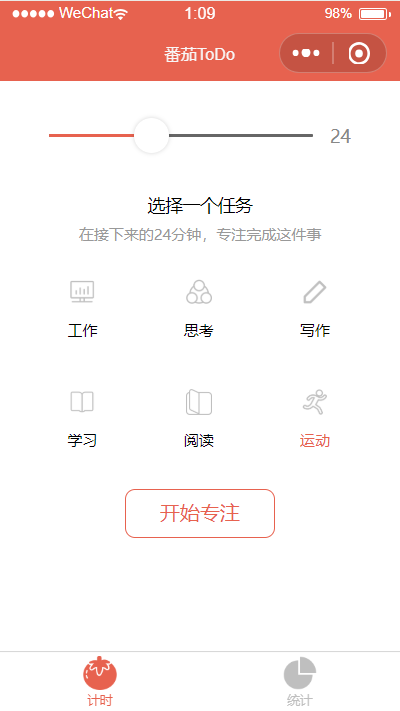 WeChat 1:09 98%
番茄ToDo
24
选择一个任务
在接下来的24分钟，专注完成这件事
工作 思考 写作
学习 阅读 运动
开始专注
计时 统计